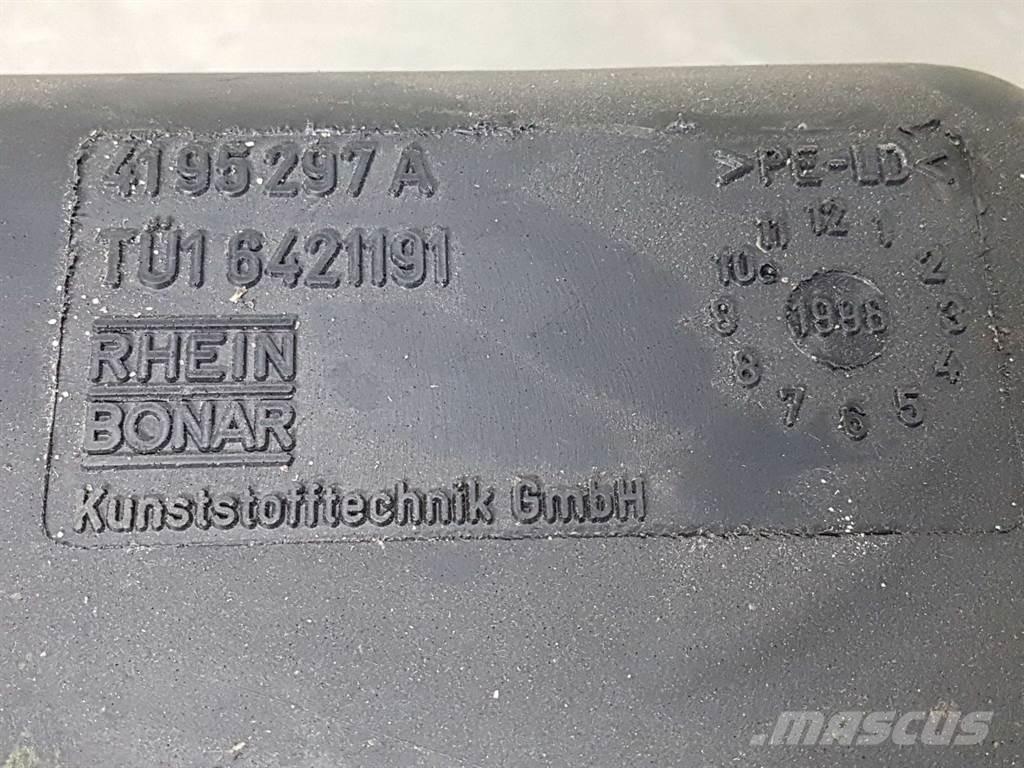 4195297A
TÜ1 6421191
RHEIN
BONAR
Kunststofftechnik GmbH
>PE-LD<
11 12 1
10 2
9 1996 3
8 4
7 6 5
mascus